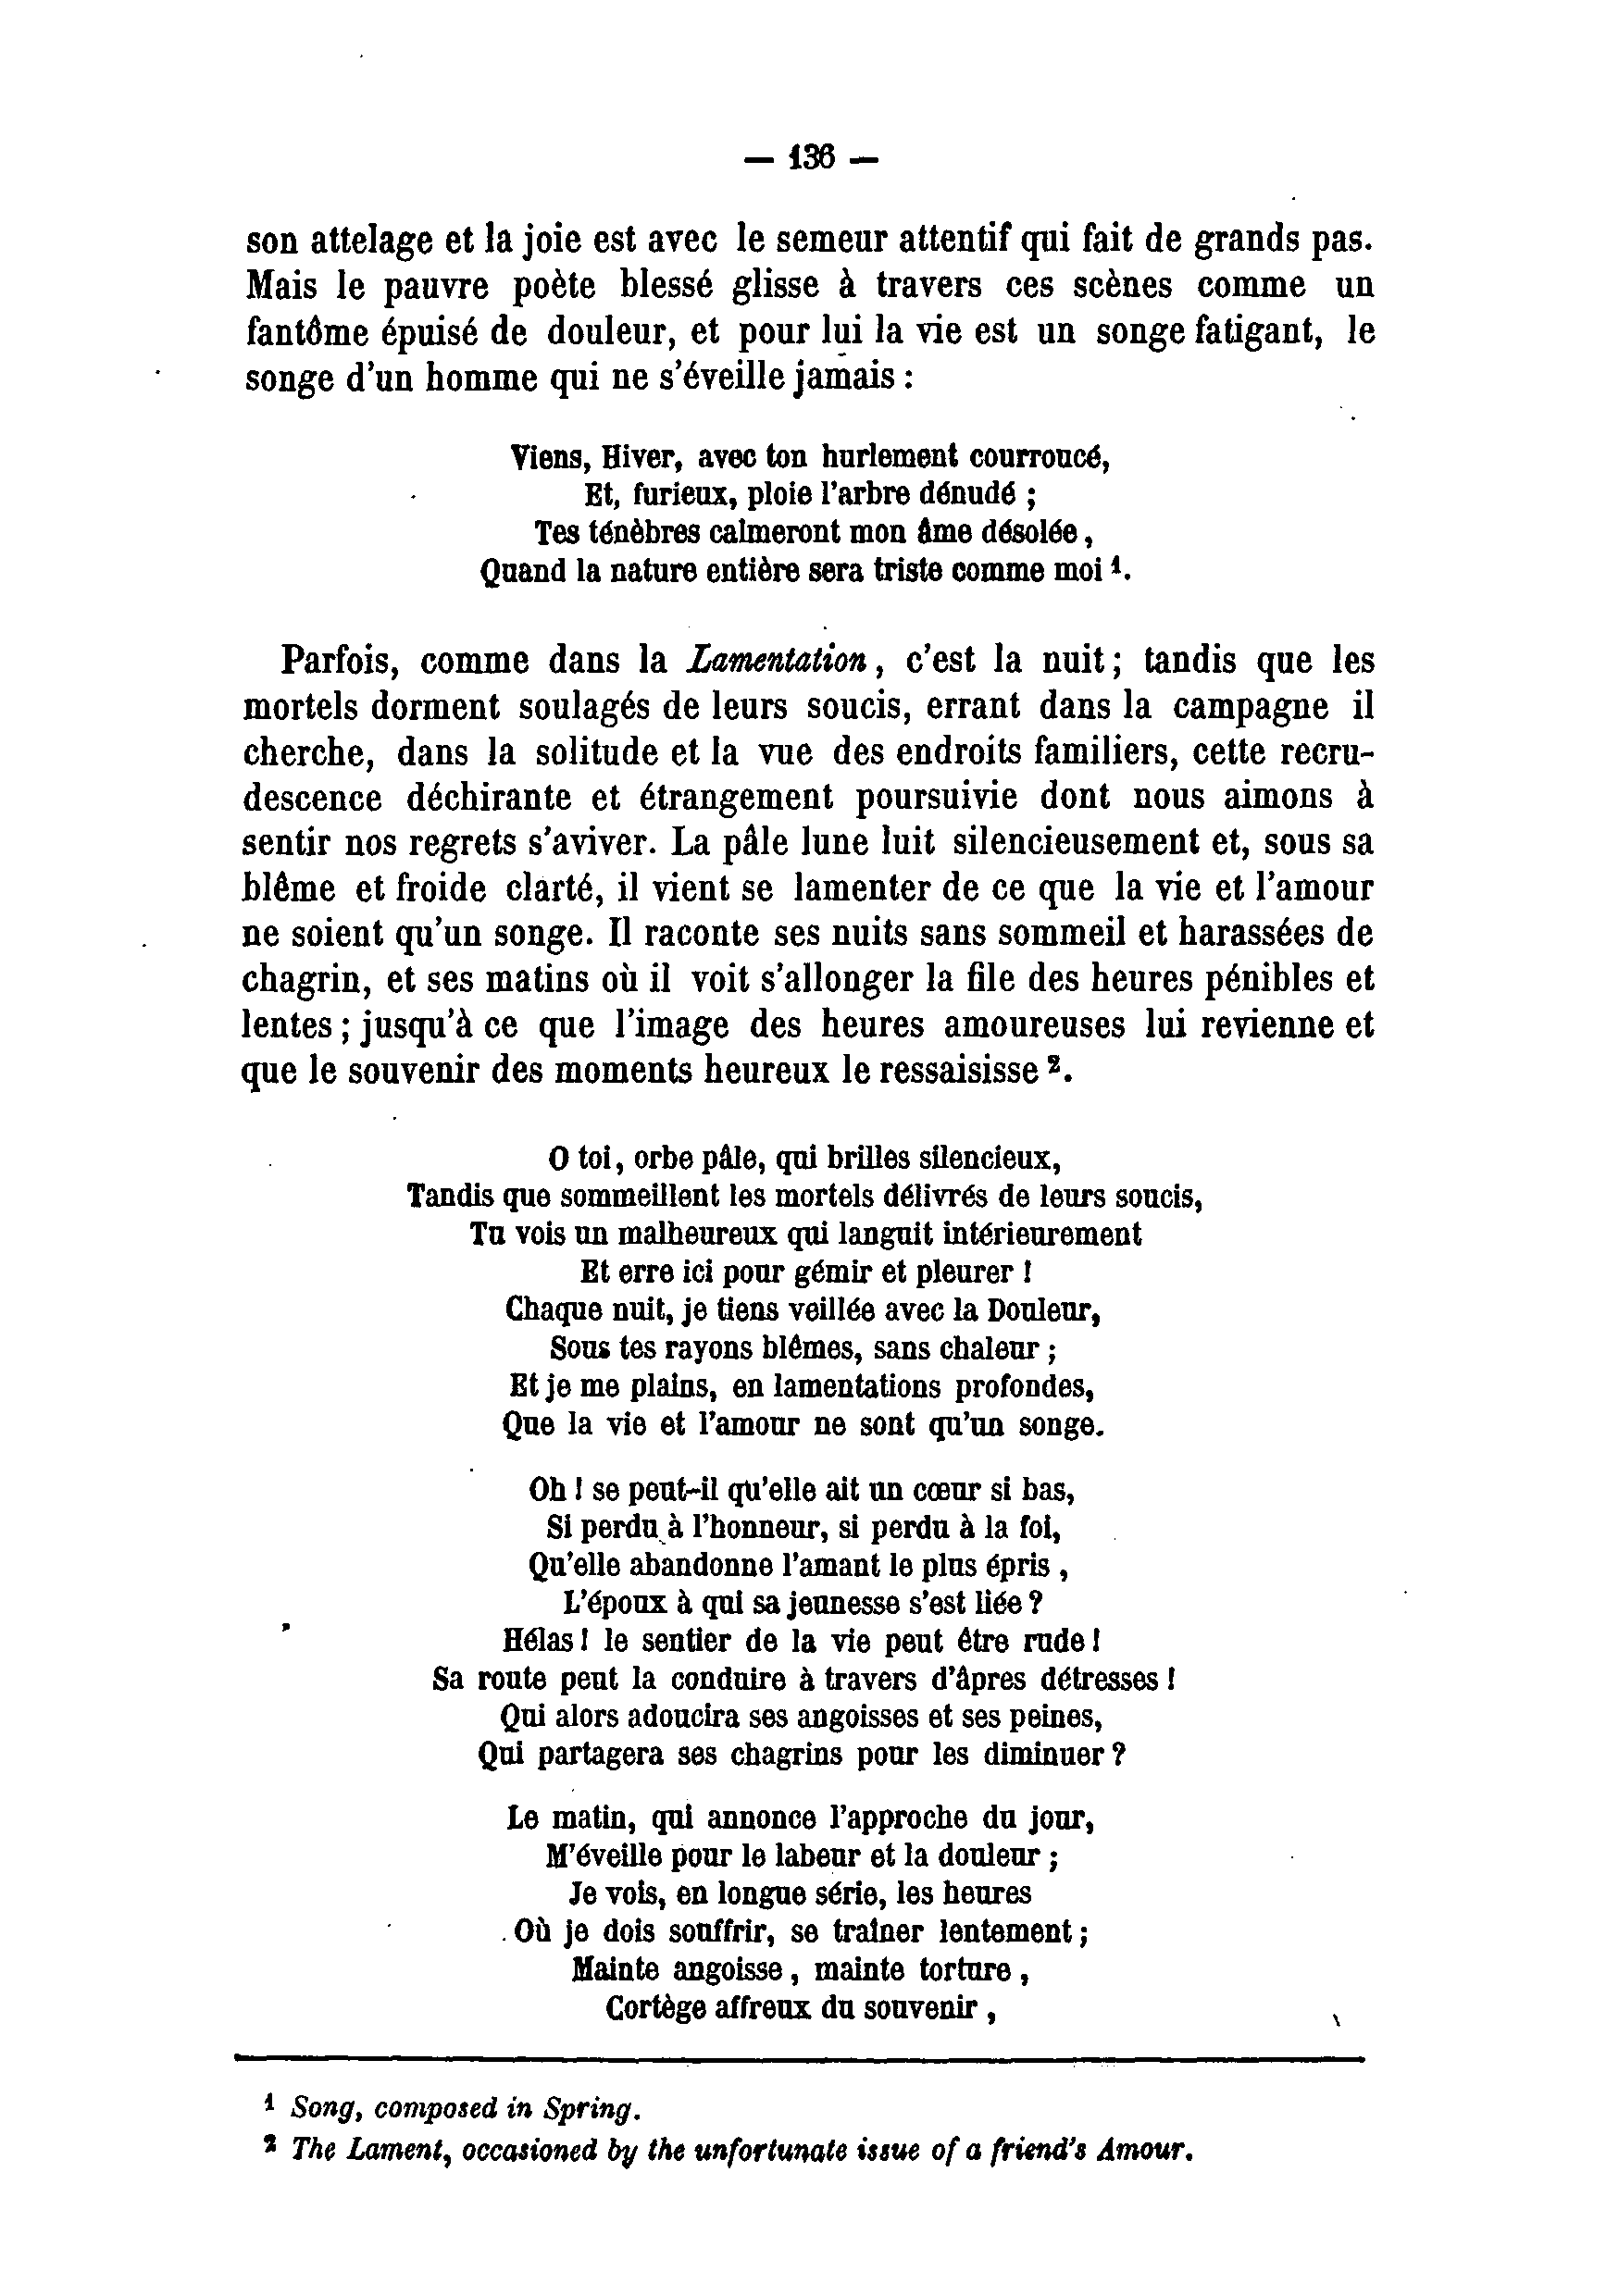 — 136 —
son attelage et la joie est avec le semeur attentif qui fait de grands pas.
Mais le pauvre poète blessé glisse à travers ces scènes comme un
fantôme épuisé de douleur, et pour lui la vie est un songe fatigant, le
songe d'un homme qui ne s'éveille jamais :
Viens, Hiver, avec ton hurlement courroucé,
Et, furieux, ploie l'arbre dénudé ;
Tes ténèbres calmeront mon âme désolée,
Quand la nature entière sera triste comme moi ¹.
Parfois, comme dans la Lamentation, c'est la nuit ; tandis que les
mortels dorment soulagés de leurs soucis, errant dans la campagne il
cherche, dans la solitude et la vue des endroits familiers, cette recru-
descence déchirante et étrangement poursuivie dont nous aimons à
sentir nos regrets s'aviver. La pâle lune luit silencieusement et, sous sa
blême et froide clarté, il vient se lamenter de ce que la vie et l'amour
ne soient qu'un songe. Il raconte ses nuits sans sommeil et harassées de
chagrin, et ses matins où il voit s'allonger la file des heures pénibles et
lentes ; jusqu'à ce que l'image des heures amoureuses lui revienne et
que le souvenir des moments heureux le ressaisisse ².
O toi, orbe pâle, qui brilles silencieux,
Tandis que sommeillent les mortels délivrés de leurs soucis,
Tu vois un malheureux qui languit intérieurement
Et erre ici pour gémir et pleurer !
Chaque nuit, je tiens veillée avec la Douleur,
Sous tes rayons blêmes, sans chaleur ;
Et je me plains, en lamentations profondes,
Que la vie et l'amour ne sont qu'un songe.
Oh ! se peut-il qu'elle ait un cœur si bas,
Si perdu à l'honneur, si perdu à la foi,
Qu'elle abandonne l'amant le plus épris,
L'époux à qui sa jeunesse s'est liée ?
Hélas ! le sentier de la vie peut être rude !
Sa route peut la conduire à travers d'âpres détresses !
Qui alors adoucira ses angoisses et ses peines,
Qui partagera ses chagrins pour les diminuer ?
Le matin, qui annonce l'approche du jour,
M'éveille pour le labeur et la douleur ;
Je vois, en longue série, les heures
Où je dois souffrir, se traîner lentement ;
Mainte angoisse, mainte torture,
Cortège affreux du souvenir,
¹ Song, composed in Spring.
² The Lament, occasioned by the unfortunate issue of a friend's Amour.